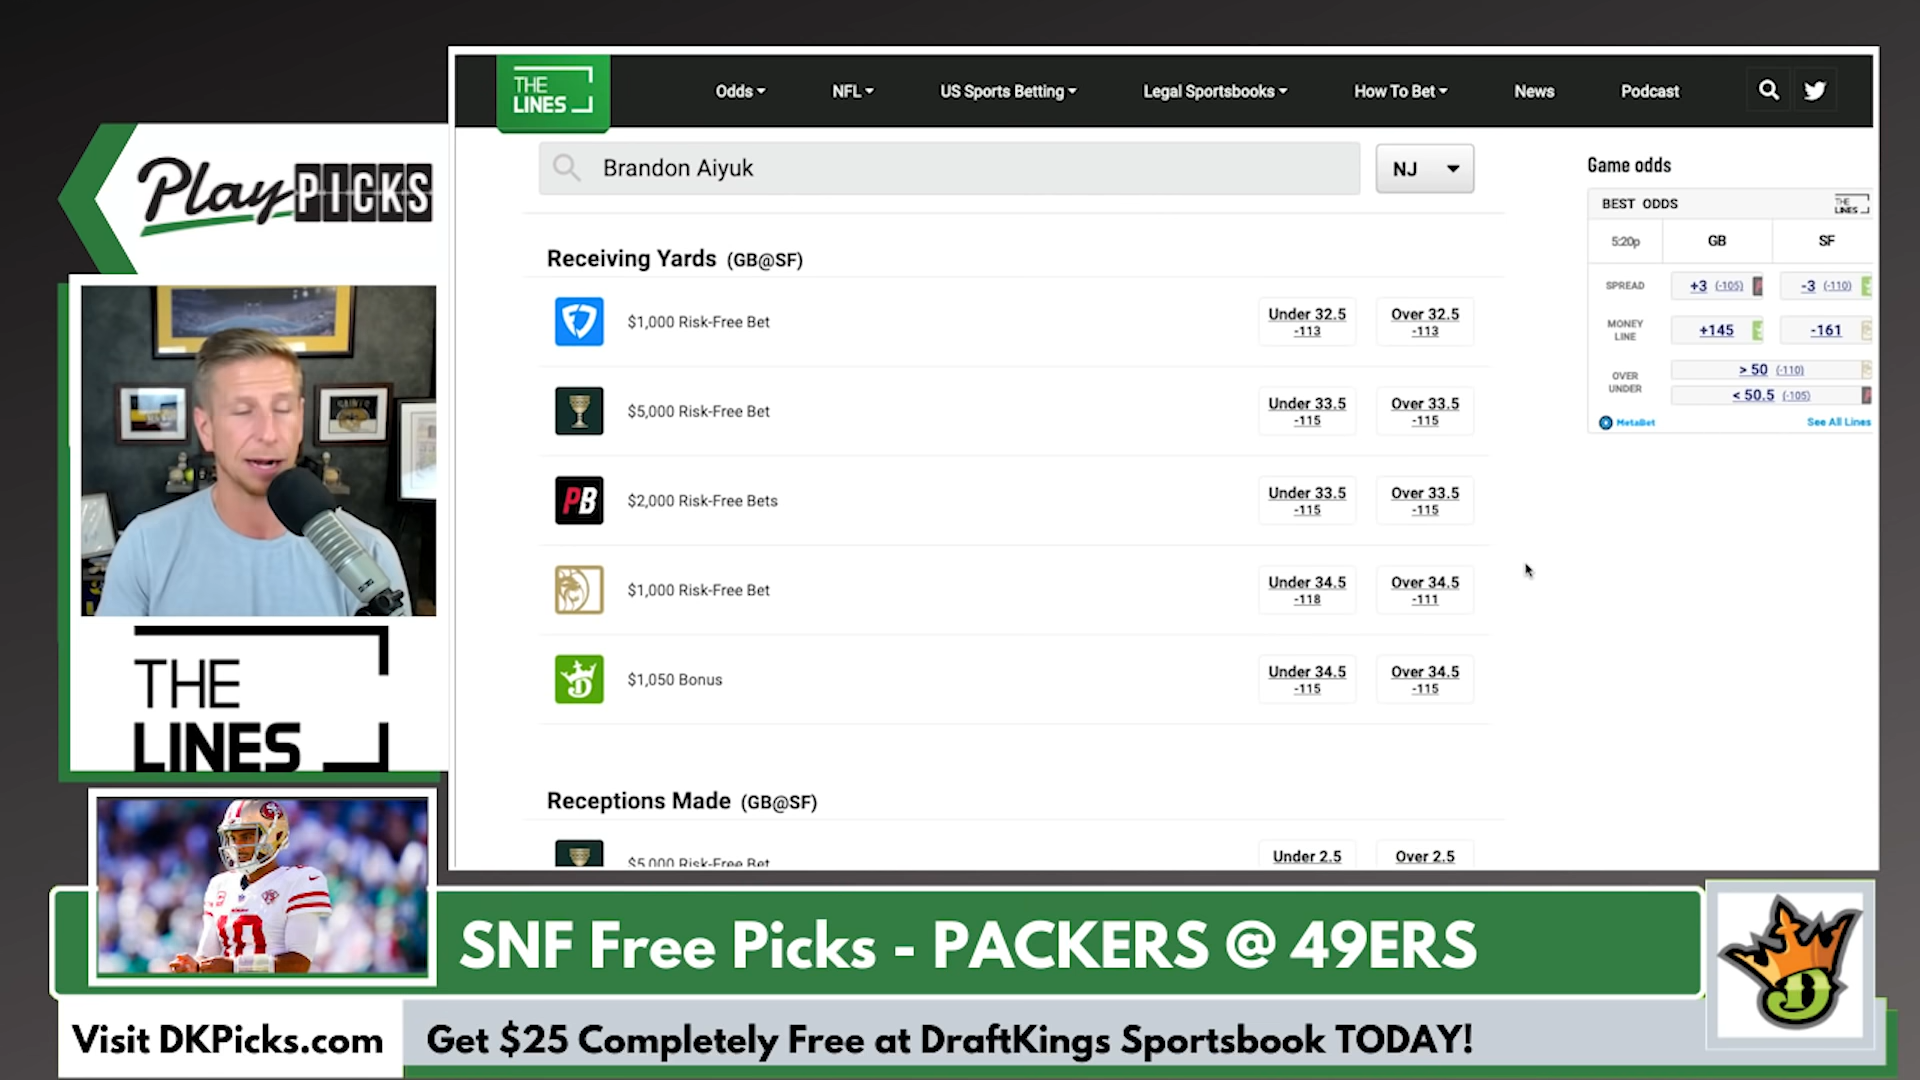 THE
LINES
Odds
NFL
US Sports Betting
Legal Sportsbooks
How To Bet
News
Podcast
Play PICKS
Brandon Aiyuk
NJ
Game odds
BEST ODDS
THE
LINES
5:20p
GB
SF
SPREAD
+3 (-105)
-3 (-110)
MONEY
LINE
+145
-161
OVER
UNDER
> 50 (-110)
< 50.5 (-105)
MetaBet
See All Lines
Receiving Yards (GB@SF)
$1,000 Risk-Free Bet
Under 32.5
-113
Over 32.5
-113
$5,000 Risk-Free Bet
Under 33.5
-115
Over 33.5
-115
PB
$2,000 Risk-Free Bets
Under 33.5
-115
Over 33.5
-115
$1,000 Risk-Free Bet
Under 34.5
-118
Over 34.5
-111
D
$1,050 Bonus
Under 34.5
-115
Over 34.5
-115
Receptions Made (GB@SF)
$5,000 Risk-Free Bet
Under 2.5
Over 2.5
THE
LINES
10
SNF Free Picks - PACKERS @ 49ERS
D
Visit DKPicks.com
Get $25 Completely Free at DraftKings Sportsbook TODAY!